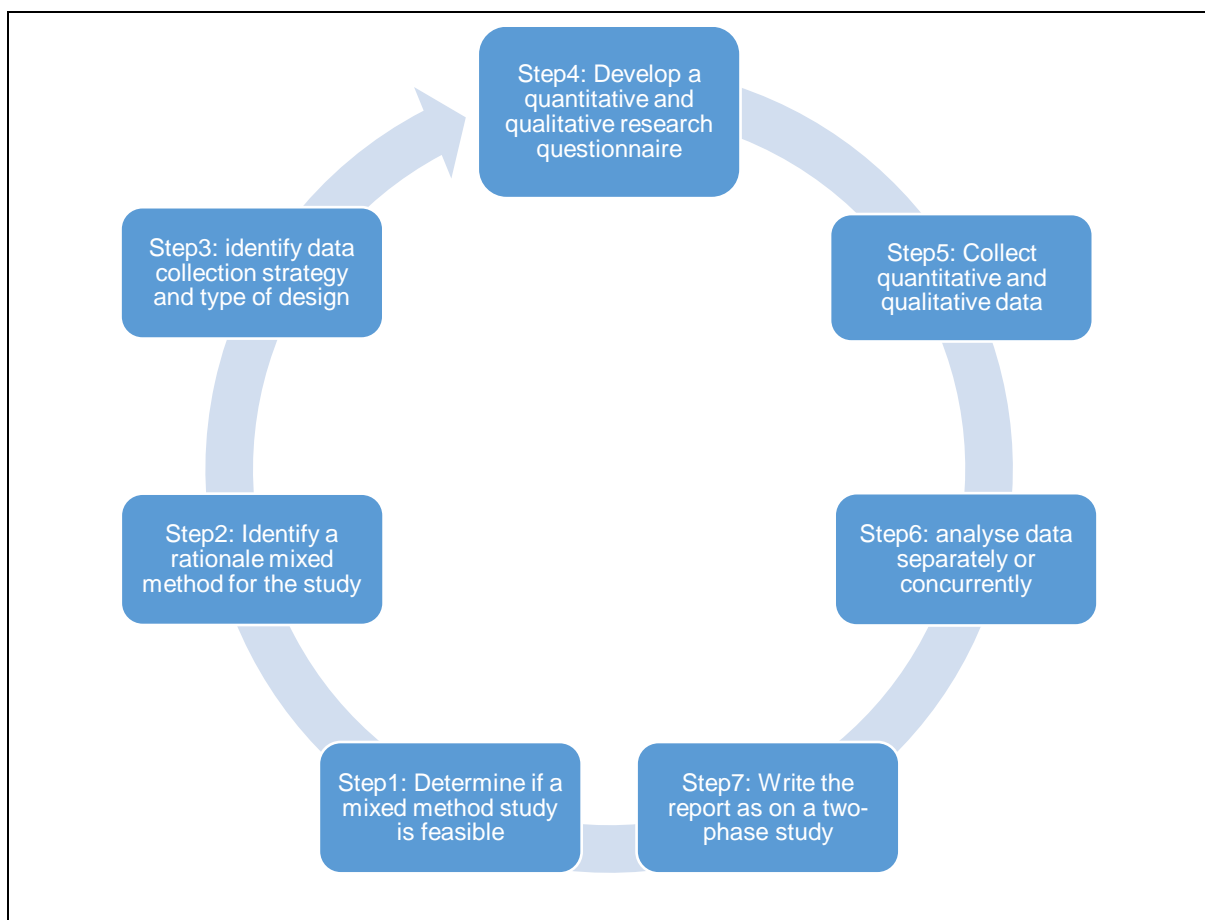 Step4: Develop a
quantitative and
qualitative research
questionnaire
Step3: identify data
collection strategy
and type of design
Step5: Collect
quantitative and
qualitative data
Step2: Identify a
rationale mixed
method for the study
Step6: analyse data
separately or
concurrently
Step1: Determine if a
mixed method study
is feasible
Step7: Write the
report as on a two-
phase study